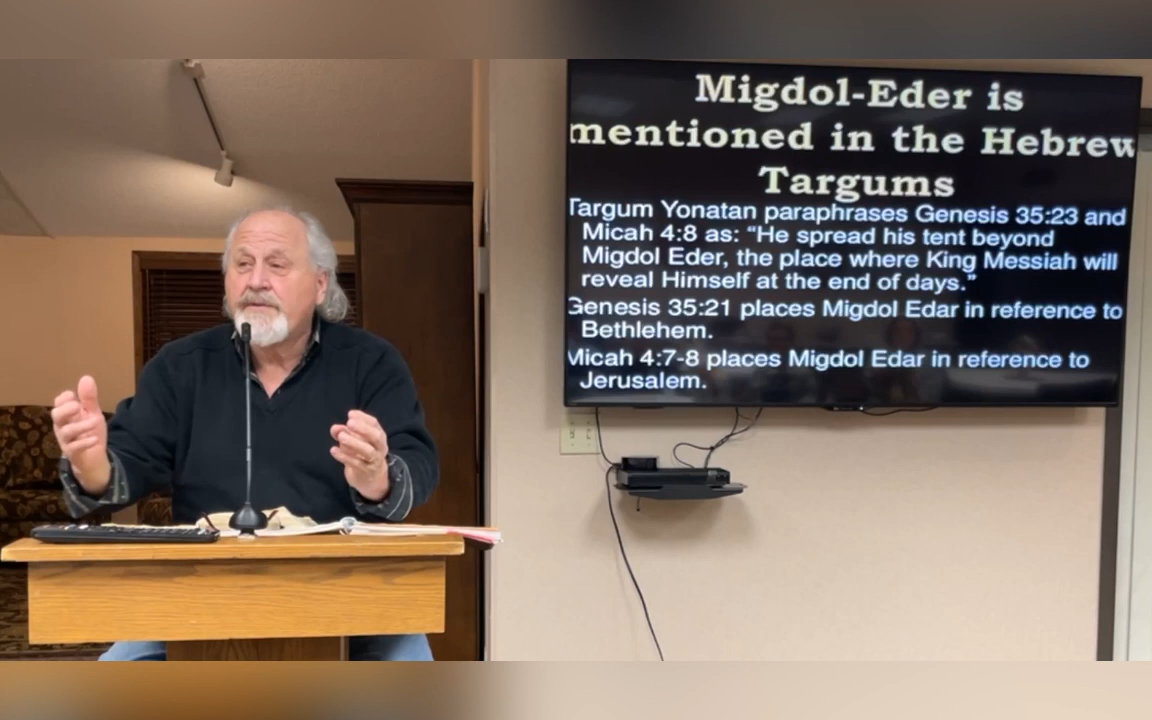 Migdol-Eder is
mentioned in the Hebrew
Targums
Targum Yonatan paraphrases Genesis 35:23 and
Micah 4:8 as: “He spread his tent beyond
Migdol Eder, the place where King Messiah will
reveal Himself at the end of days.”
Genesis 35:21 places Migdol Edar in reference to
Bethlehem.
Micah 4:7-8 places Migdol Edar in reference to
Jerusalem.